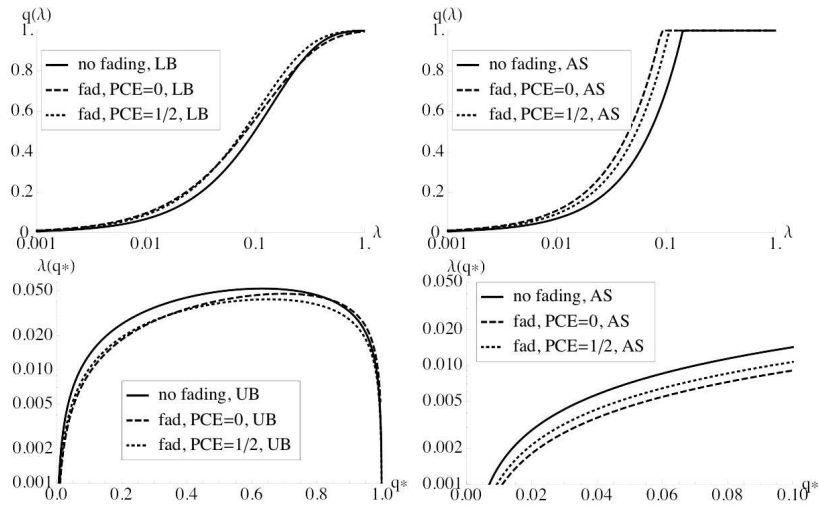 q(λ)
1.
0.8
0.6
0.4
0.2
0.
0.001
0.01
0.1
1.
λ
no fading, LB
fad, PCE=0, LB
fad, PCE=1/2, LB
q(λ)
1.
0.8
0.6
0.4
0.2
0.
0.001
0.01
0.1
1.
λ
no fading, AS
fad, PCE=0, AS
fad, PCE=1/2, AS
λ(q*)
0.050
0.020
0.010
0.005
0.002
0.001
0.0
0.2
0.4
0.6
0.8
1.0
q*
no fading, UB
fad, PCE=0, UB
fad, PCE=1/2, UB
λ(q*)
0.050
0.020
0.010
0.005
0.002
0.001
0.00
0.02
0.04
0.06
0.08
0.10
q*
no fading, AS
fad, PCE=0, AS
fad, PCE=1/2, AS